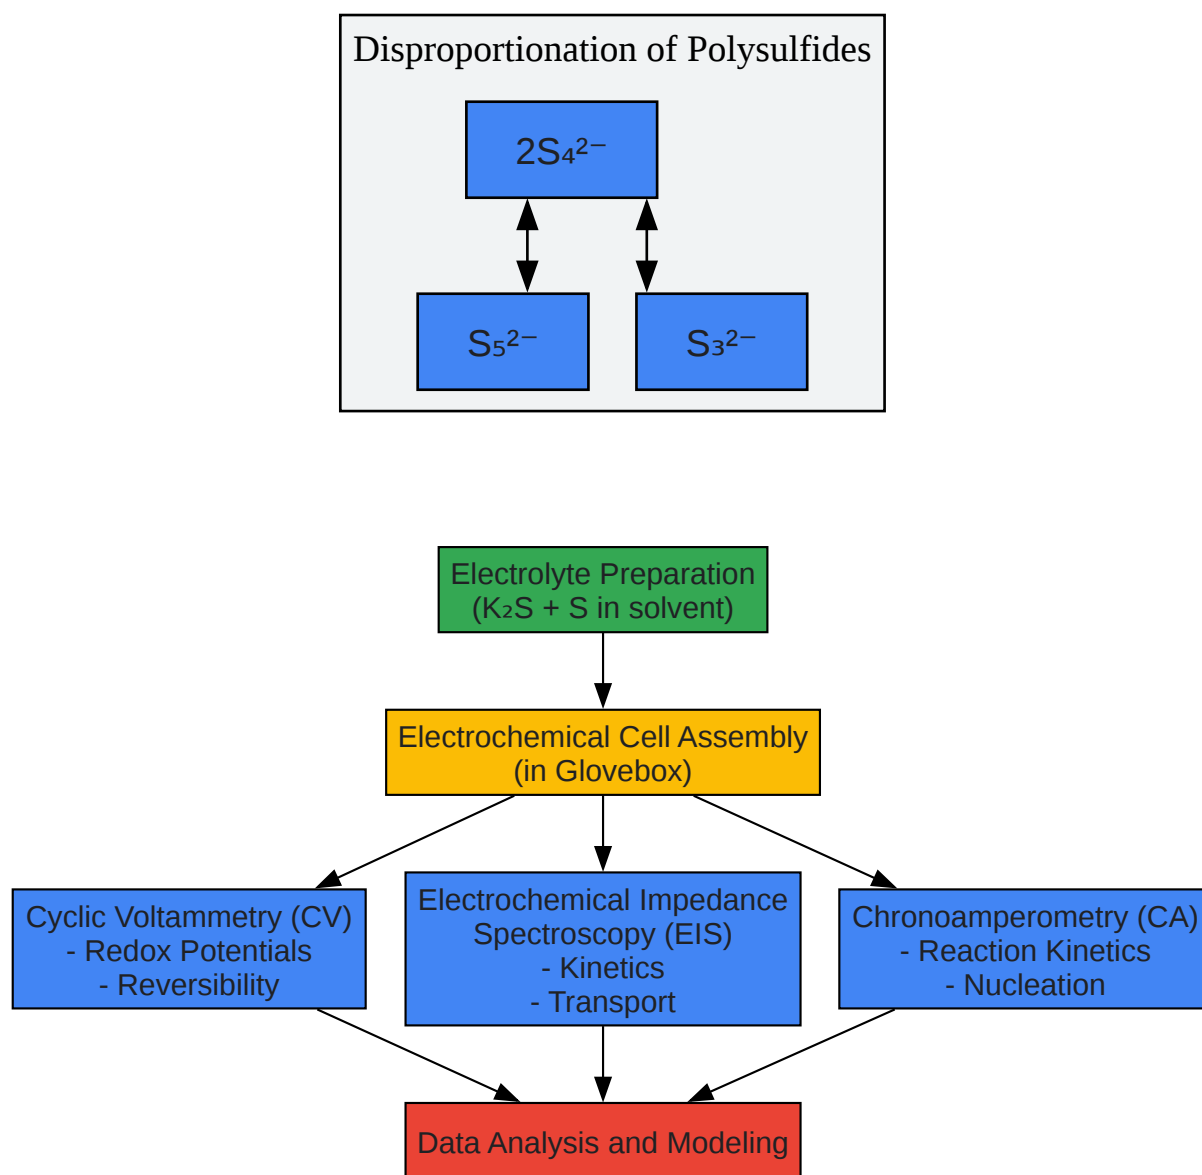 Disproportionation of Polysulfides
2S₄²⁻
S₅²⁻
S₃²⁻
Electrolyte Preparation
(K₂S + S in solvent)
Electrochemical Cell Assembly
(in Glovebox)
Cyclic Voltammetry (CV)
- Redox Potentials
- Reversibility
Electrochemical Impedance
Spectroscopy (EIS)
- Kinetics
- Transport
Chronoamperometry (CA)
- Reaction Kinetics
- Nucleation
Data Analysis and Modeling